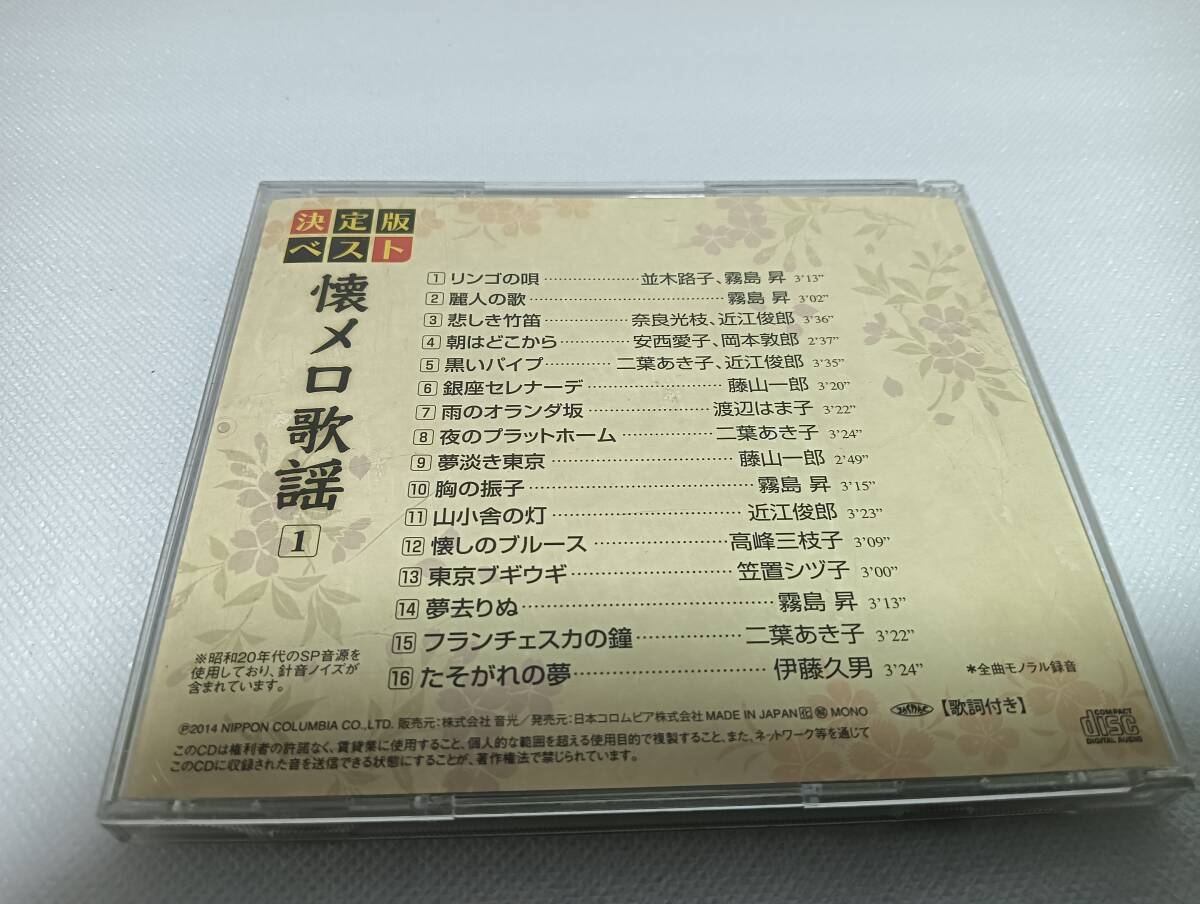 決定版
ベスト
懐メロ歌謡
1
1 リンゴの唄…………………並木路子、霧島 昇 3'13"
2 麗人の歌……………………………………霧島 昇 3'02"
3 悲しき竹笛………………奈良光枝、近江俊郎 3'36"
4 朝はどこから……………安西愛子、岡本敦郎 2'37"
5 黒いパイプ…………二葉あき子、近江俊郎 3'35"
6 銀座セレナーデ………………………藤山一郎 3'20"
7 雨のオランダ坂……………………渡辺はま子 3'22"
8 夜のプラットホーム………………二葉あき子 3'24"
9 夢淡き東京……………………………藤山一郎 2'49"
10 胸の振子…………………………………霧島 昇 3'15"
11 山小舎の灯……………………………近江俊郎 3'23"
12 懐しのブルース……………………高峰三枝子 3'09"
13 東京ブギウギ………………………笠置シヅ子 3'00"
14 夢去りぬ…………………………………霧島 昇 3'13"
15 フランチェスカの鐘………………二葉あき子 3'22"
16 たそがれの夢…………………………伊藤久男 3'24"
※昭和20年代のSP音源を
使用しており、針音ノイズが
含まれています。
*全曲モノラル録音
Ⓟ2014 NIPPON COLUMBIA CO.,LTD. 販売元:株式会社 音光/発売元:日本コロムビア株式会社 MADE IN JAPAN MONO JASRAC 【歌詞付き】
COMPACT
disc
DIGITAL AUDIO
このCDは権利者の許諾なく、賃貸業に使用すること、個人的な範囲を超える使用目的で複製すること、また、ネットワーク等を通じて
このCDに収録された音を送信できる状態にすることが、著作権法で禁じられています。